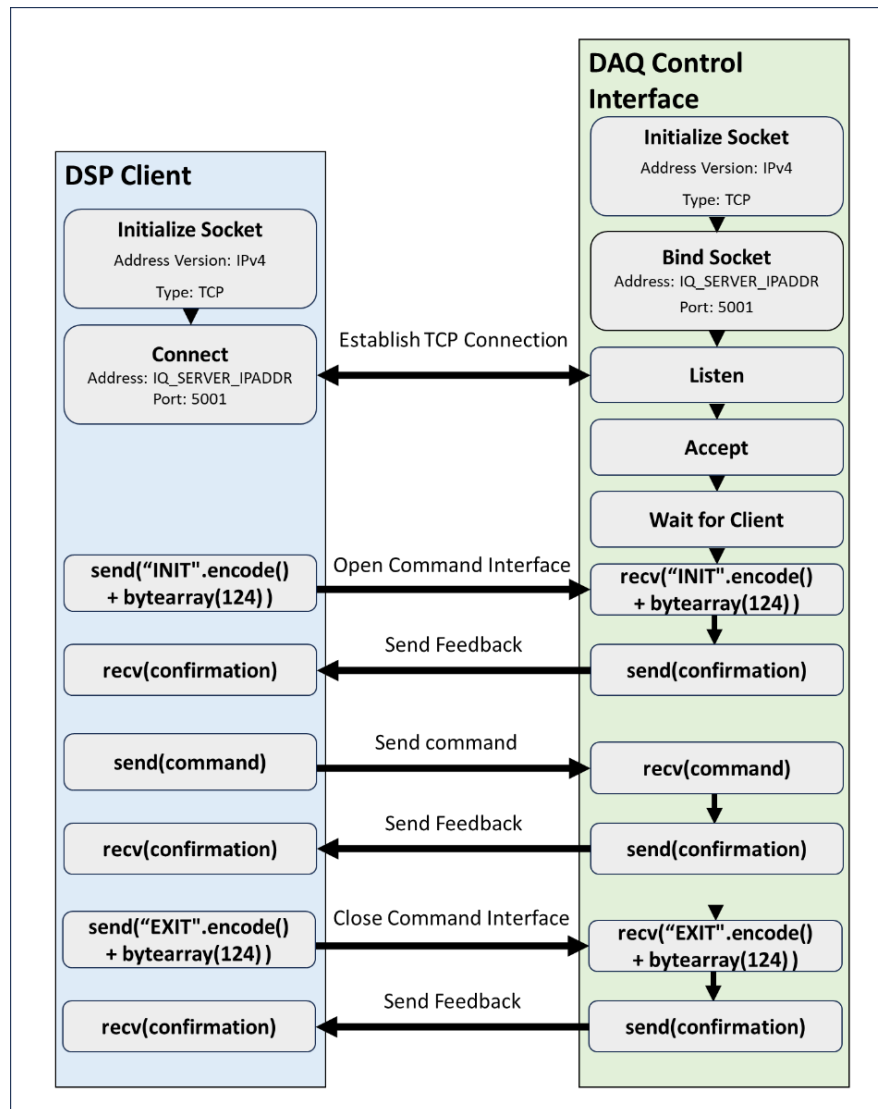 DAQ Control
Interface
Initialize Socket
Address Version: IPv4
Type: TCP
DSP Client
Initialize Socket
Address Version: IPv4
Type: TCP
Bind Socket
Address: IQ_SERVER_IPADDR
Port: 5001
Connect
Address: IQ_SERVER_IPADDR
Port: 5001
Establish TCP Connection
Listen
Accept
Wait for Client
send(“INIT".encode()
+ bytearray(124) )
Open Command Interface
recv(“INIT".encode()
+ bytearray(124) )
recv(confirmation)
Send Feedback
send(confirmation)
send(command)
Send command
recv(command)
recv(confirmation)
Send Feedback
send(confirmation)
send(“EXIT".encode()
+ bytearray(124) )
Close Command Interface
recv(“EXIT".encode()
+ bytearray(124) )
recv(confirmation)
Send Feedback
send(confirmation)